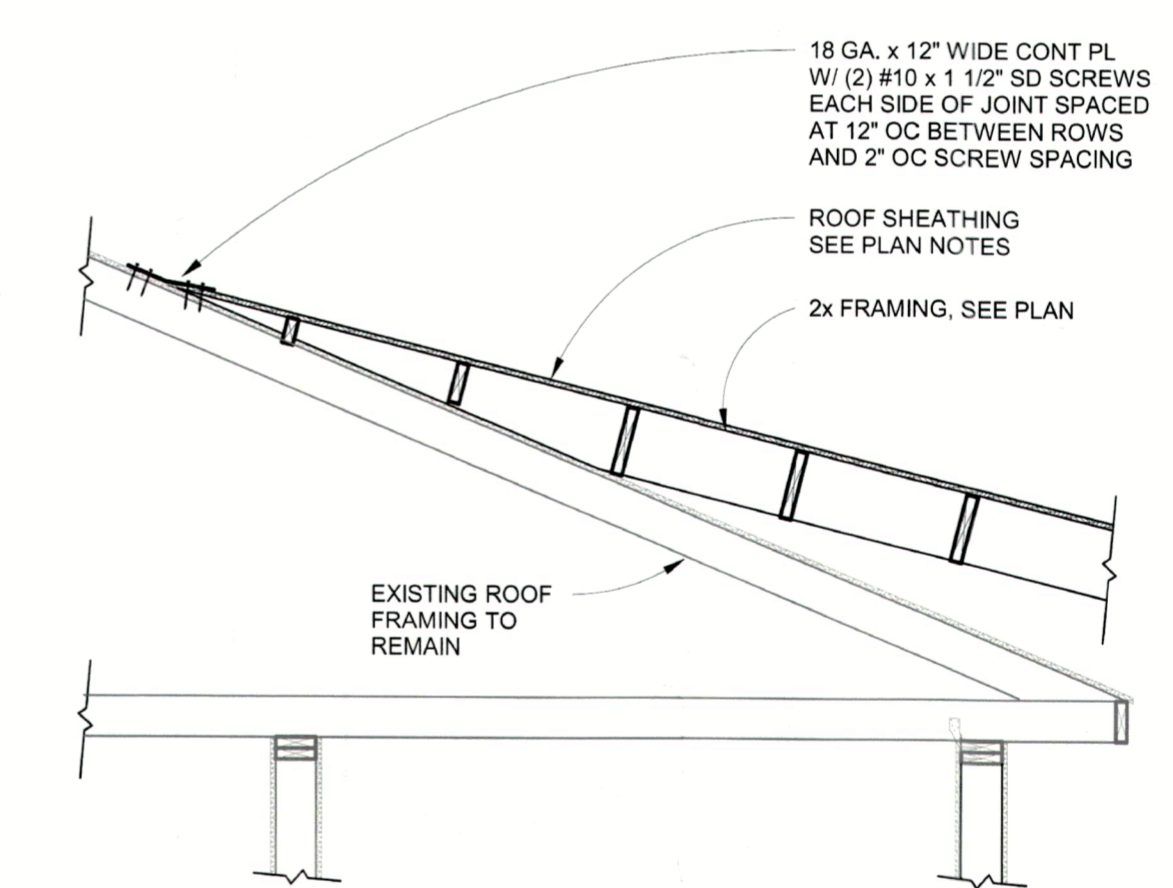 18 GA. x 12" WIDE CONT PL
W/ (2) #10 x 1 1/2" SD SCREWS
EACH SIDE OF JOINT SPACED
AT 12" OC BETWEEN ROWS
AND 2" OC SCREW SPACING
ROOF SHEATHING
SEE PLAN NOTES
2x FRAMING, SEE PLAN
EXISTING ROOF
FRAMING TO
REMAIN